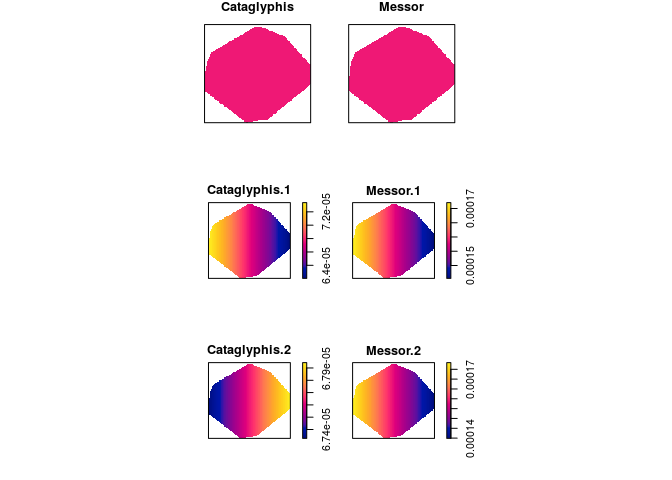 Cataglyphis
Messor
Cataglyphis.1
7.2e-05
6.4e-05
Messor.1
0.00017
0.00015
Cataglyphis.2
6.79e-05
6.74e-05
Messor.2
0.00017
0.00014